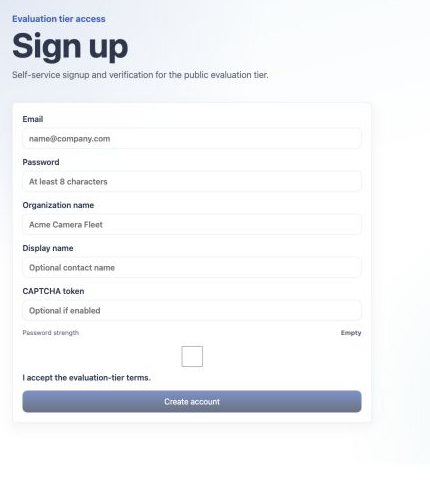 Evaluation tier access
Sign up
Self-service signup and verification for the public evaluation tier.
Email
name@company.com
Password
At least 8 characters
Organization name
Acme Camera Fleet
Display name
Optional contact name
CAPTCHA token
Optional if enabled
Password strength Empty
I accept the evaluation-tier terms.
Create account